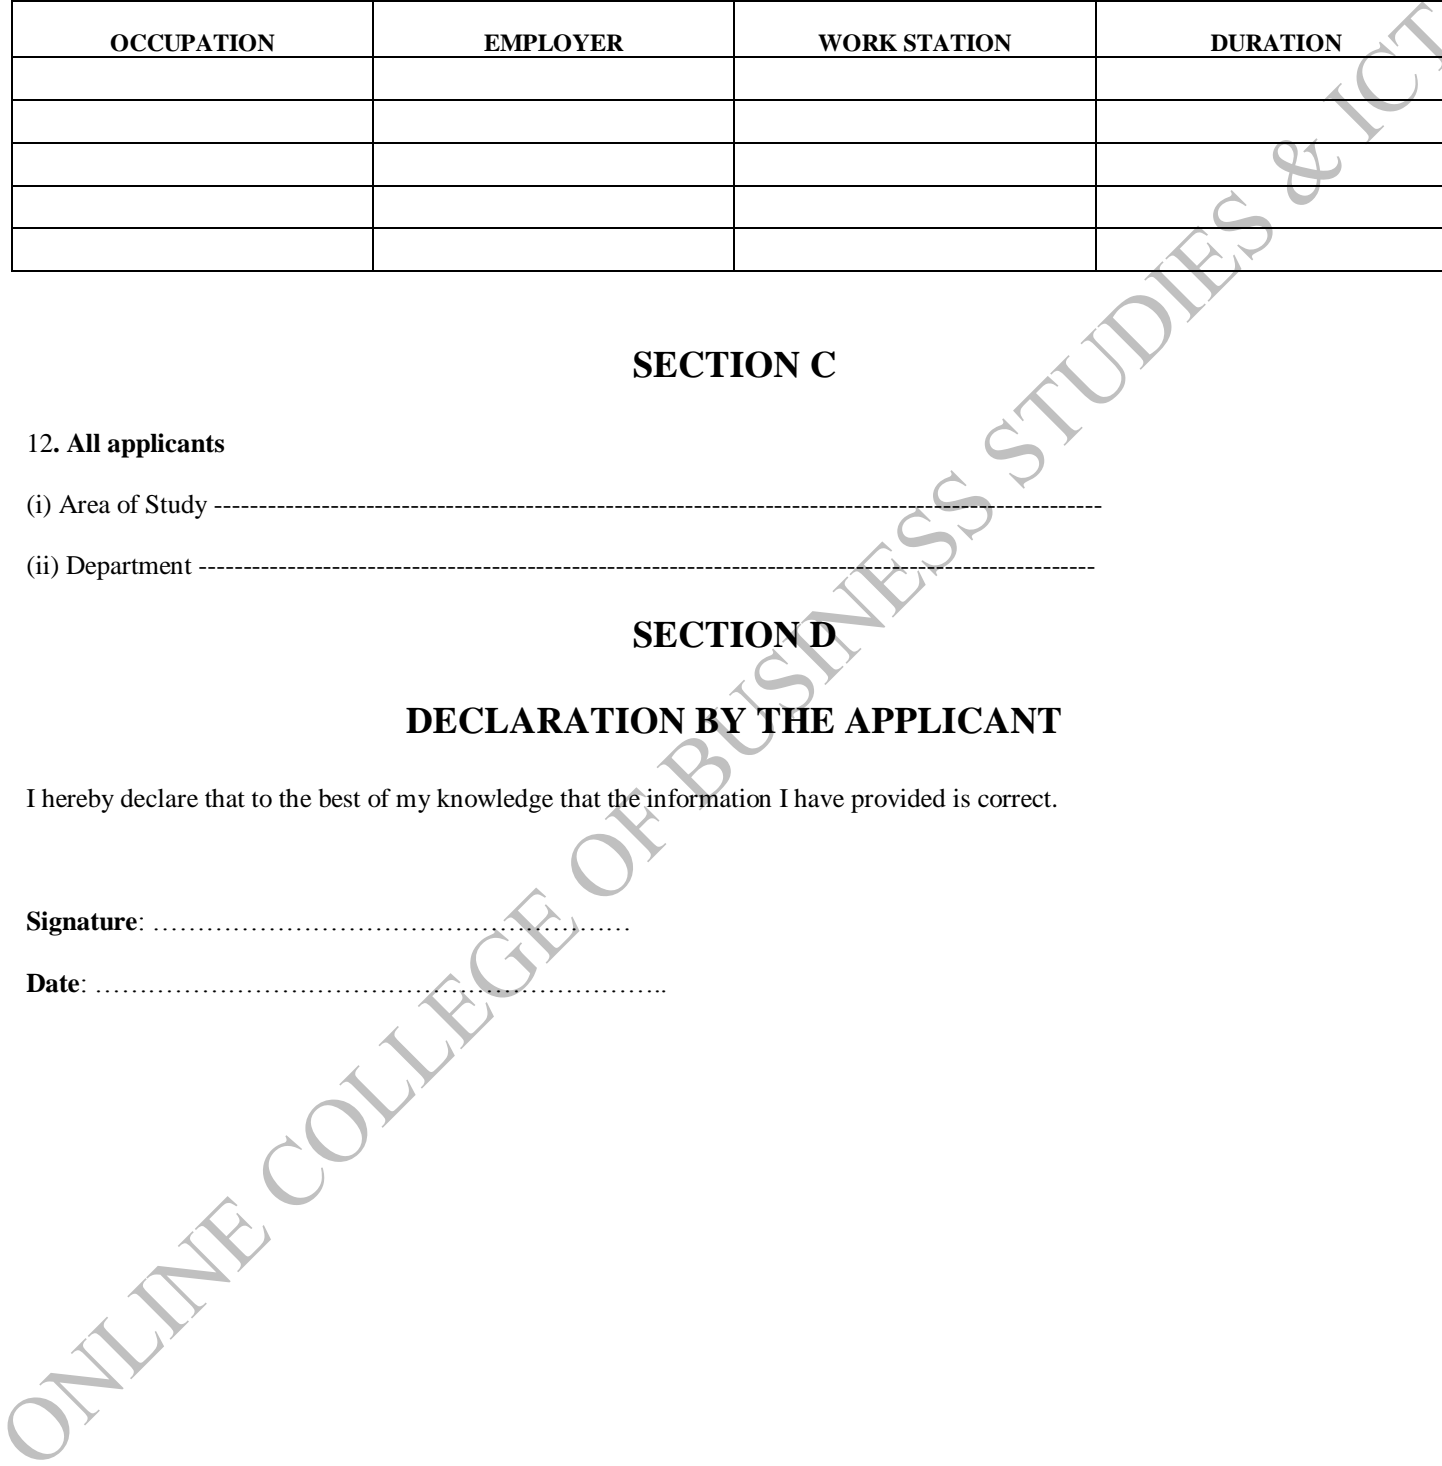 OCCUPATION EMPLOYER WORK STATION DURATION
SECTION C
12. All applicants
(i) Area of Study ---------------------------------------------------------------------------------------------------
(ii) Department ----------------------------------------------------------------------------------------------------
SECTION D
DECLARATION BY THE APPLICANT
I hereby declare that to the best of my knowledge that the information I have provided is correct.
Signature: ………………………………………………
Date: ………………………………………………………..
ONLINE COLLEGE OF BUSINESS STUDIES & ICT